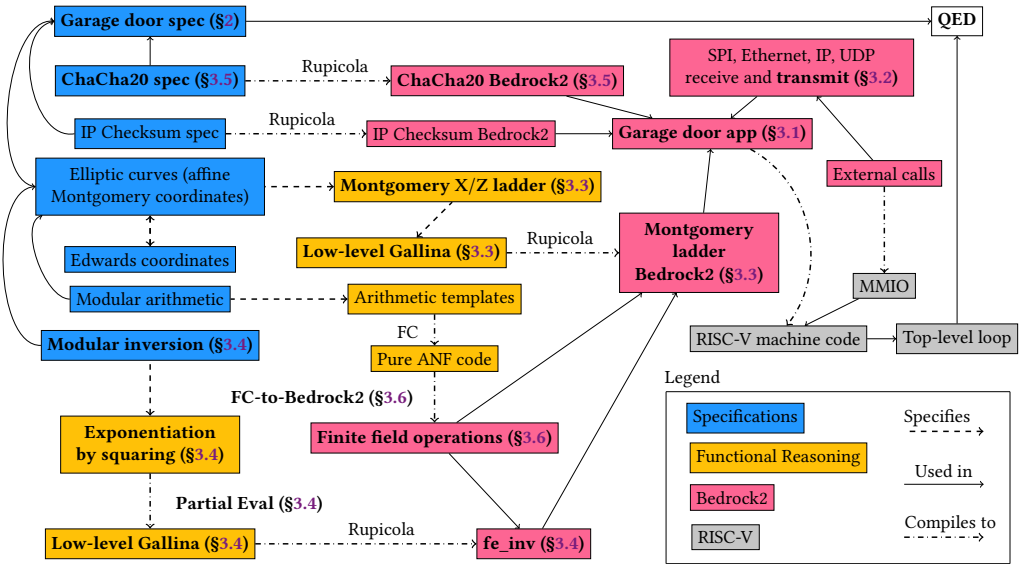 Garage door spec (§2)
QED
ChaCha20 spec (§3.5)
Rupicola
ChaCha20 Bedrock2 (§3.5)
SPI, Ethernet, IP, UDP
receive and transmit (§3.2)
IP Checksum spec
Rupicola
IP Checksum Bedrock2
Garage door app (§3.1)
Elliptic curves (affine
Montgomery coordinates)
Montgomery X/Z ladder (§3.3)
External calls
Edwards coordinates
Low-level Gallina (§3.3)
Rupicola
Montgomery
ladder
Bedrock2 (§3.3)
Modular arithmetic
Arithmetic templates
MMIO
FC
Modular inversion (§3.4)
Pure ANF code
RISC-V machine code
Top-level loop
FC-to-Bedrock2 (§3.6)
Exponentiation
by squaring (§3.4)
Finite field operations (§3.6)
Partial Eval (§3.4)
Low-level Gallina (§3.4)
Rupicola
fe_inv (§3.4)
Legend
Specifications
Specifies
Functional Reasoning
Used in
Bedrock2
Compiles to
RISC-V